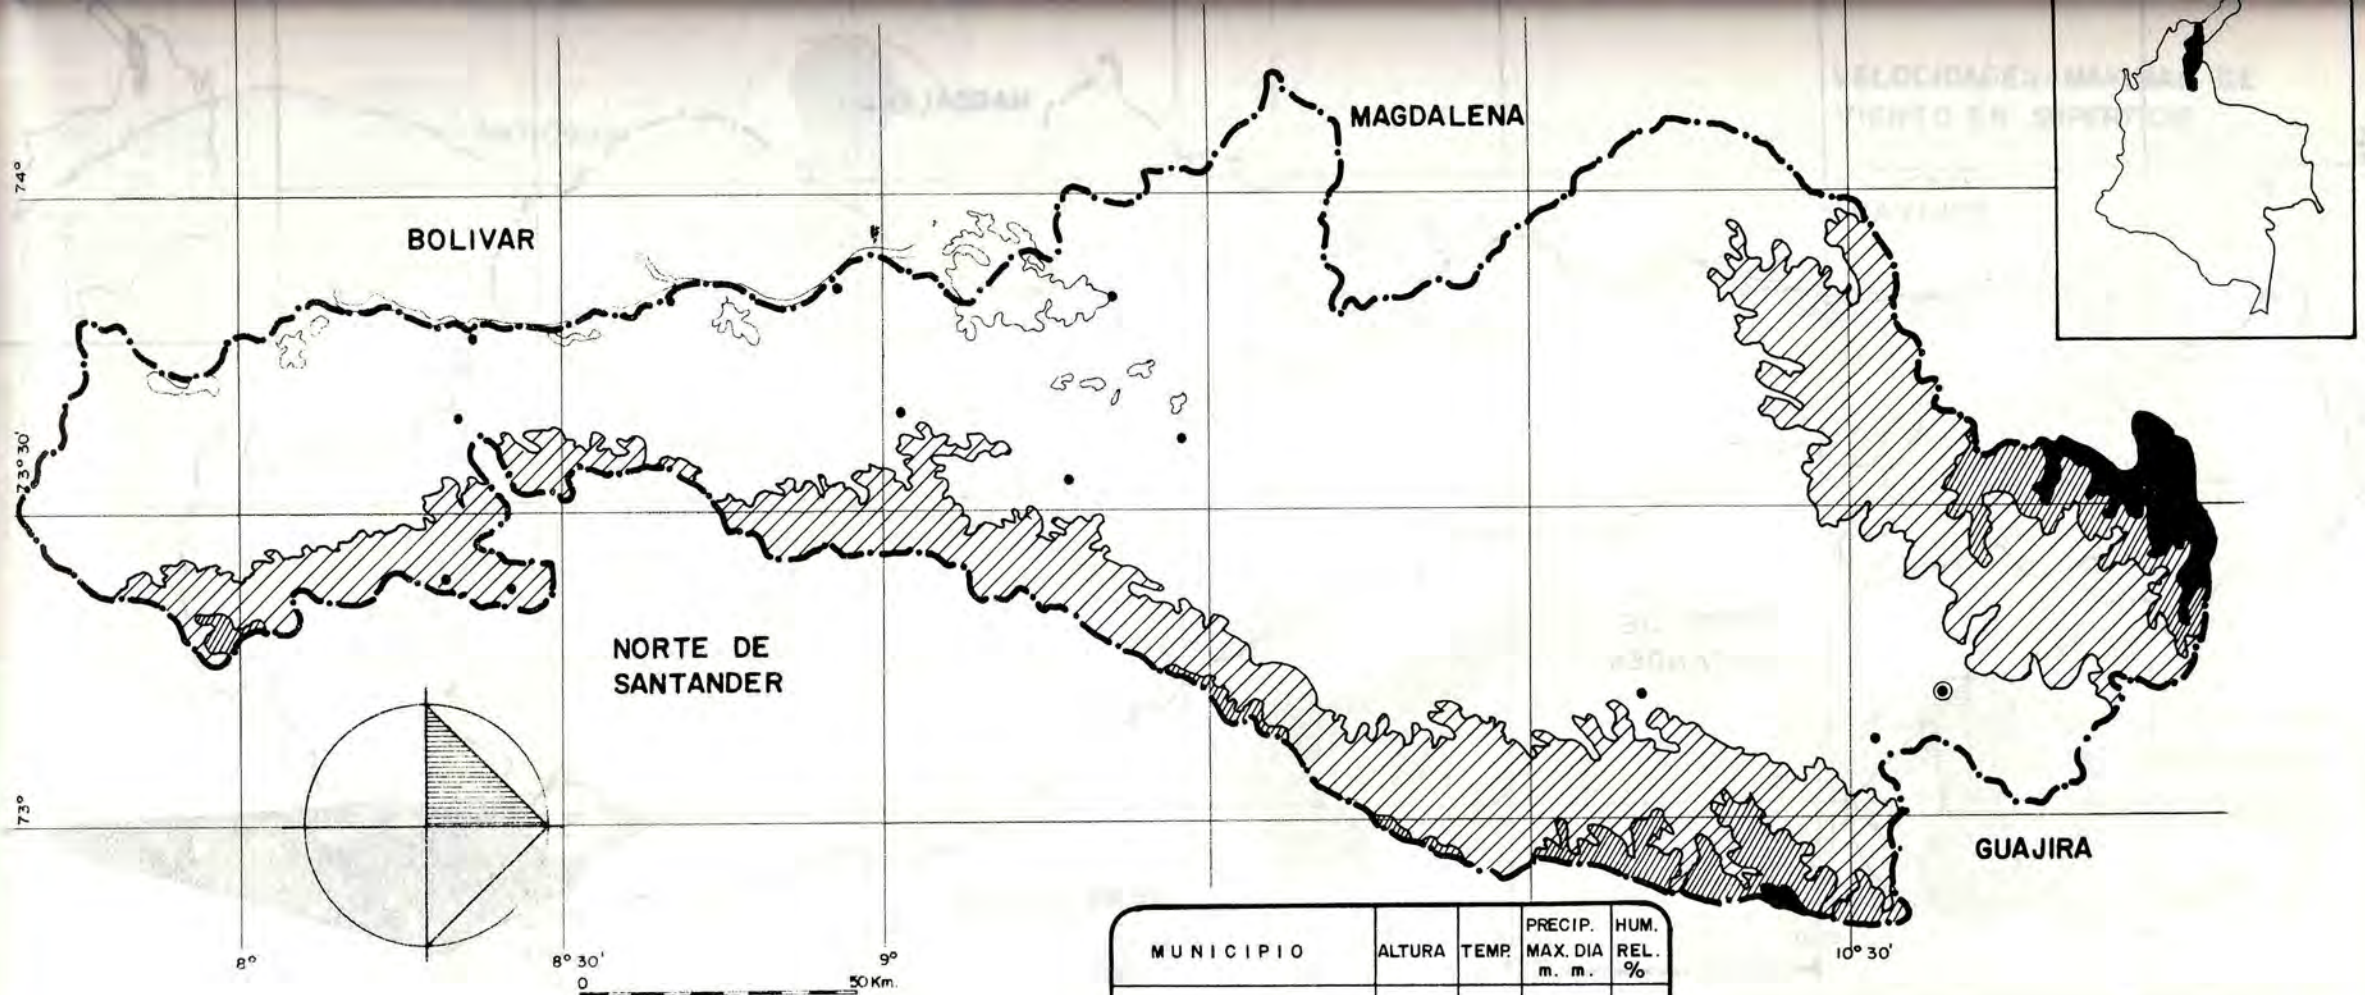 MAGDALENA
BOLIVAR
74°
73° 30'
73°
NORTE DE
SANTANDER
GUAJIRA
8°
8° 30'
9°
10° 30'
0
50 Km.
MUNICIPIO
ALTURA
TEMP.
PRECIP.
MAX. DIA
m. m.
HUM.
REL.
%